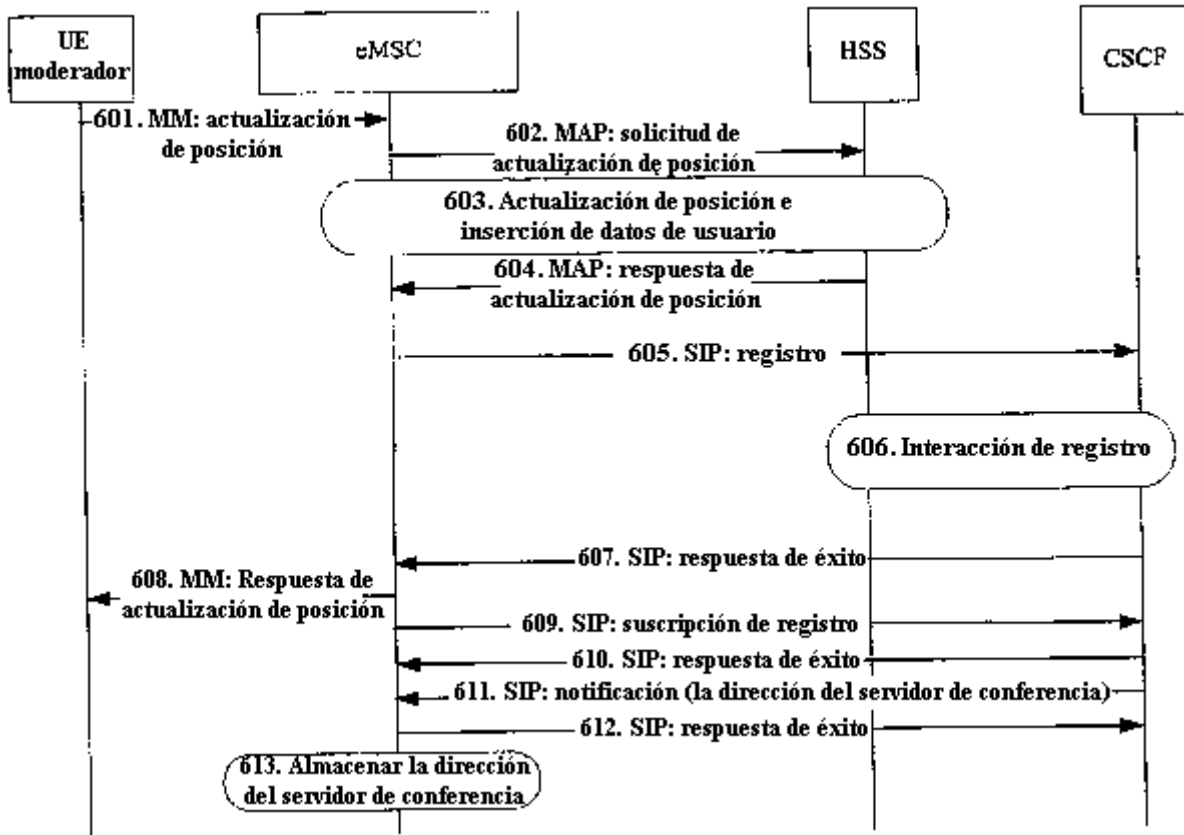 UE
moderador
eMSC
HSS
CSCF
601. MM: actualización
de posición
602. MAP: solicitud de
actualización de posición
603. Actualización de posición e
inserción de datos de usuario
604. MAP: respuesta de
actualización de posición
605. SIP: registro
606. Interacción de registro
607. SIP: respuesta de éxito
608. MM: Respuesta de
actualización de posición
609. SIP: suscripción de registro
610. SIP: respuesta de éxito
611. SIP: notificación (la dirección del servidor de conferencia)
612. SIP: respuesta de éxito
613. Almacenar la dirección
del servidor de conferencia